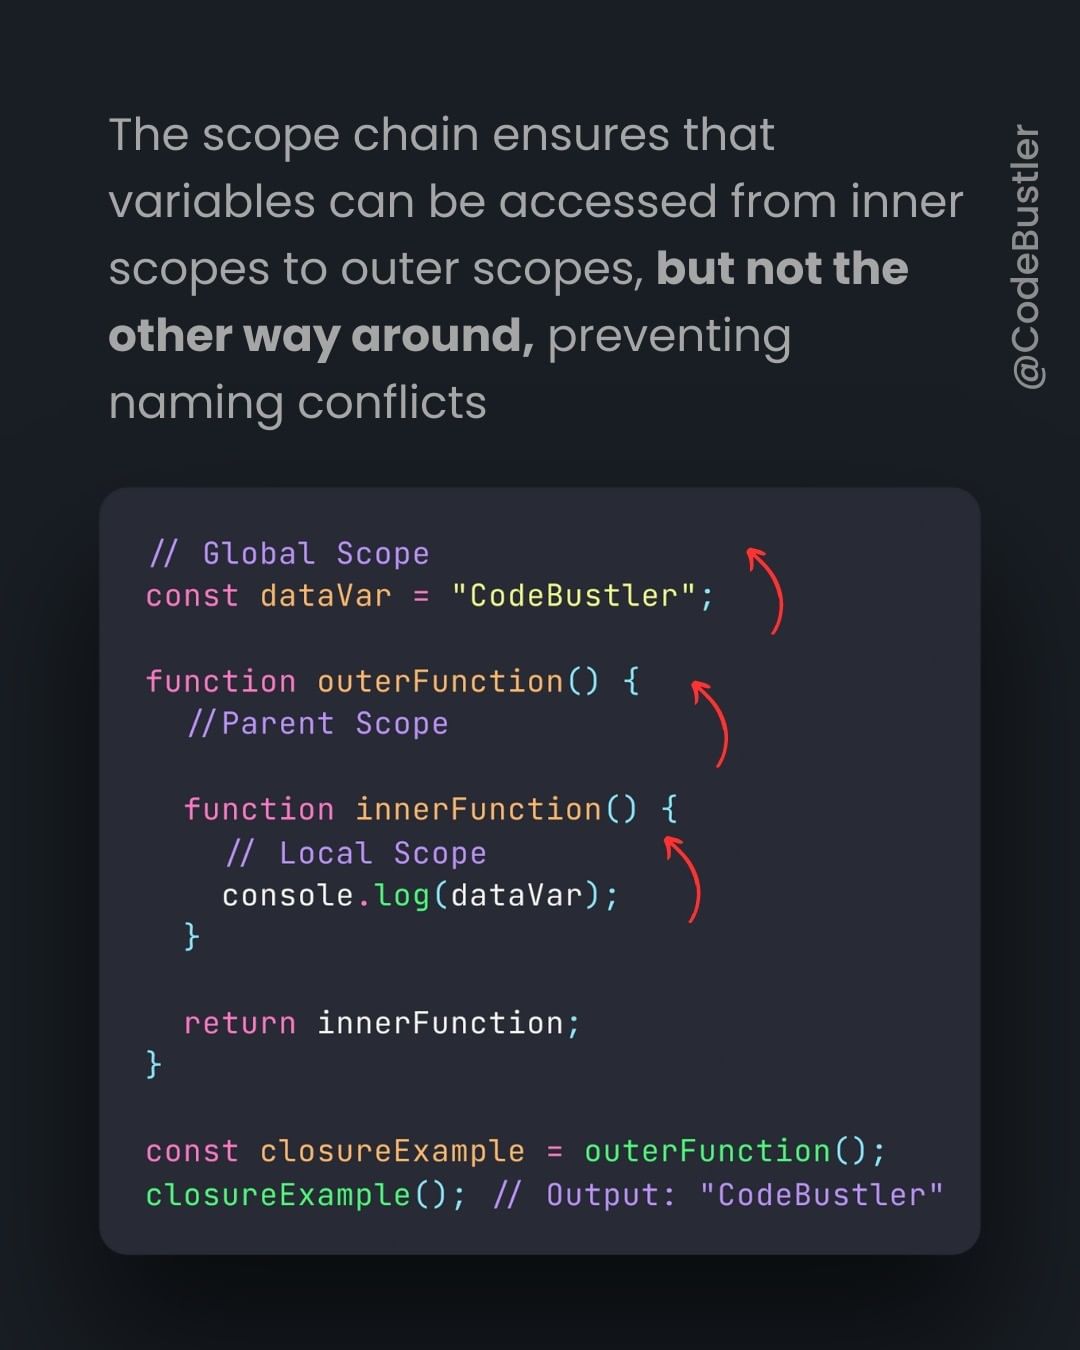 The scope chain ensures that
variables can be accessed from inner
scopes to outer scopes, but not the
other way around, preventing
naming conflicts
@CodeBustler
// Global Scope
const dataVar = "CodeBustler";
function outerFunction() {
//Parent Scope
function innerFunction() {
// Local Scope
console.log(dataVar);
}
return innerFunction;
}
const closureExample = outerFunction();
closureExample(); // Output: "CodeBustler"